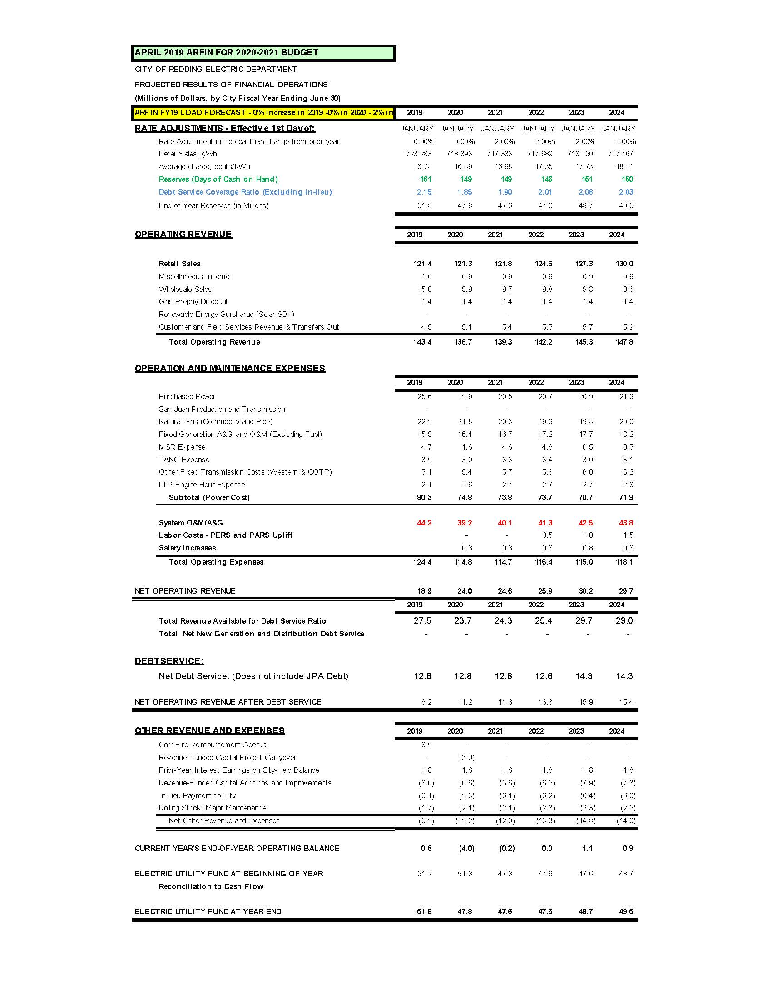 APRIL 2019 ARFIN FOR 2020-2021 BUDGET
CITY OF REDDING ELECTRIC DEPARTMENT
PROJECTED RESULTS OF FINANCIAL OPERATIONS
(Millions of Dollars, by City Fiscal Year Ending June 30)
ARFIN FY19 LOAD FORECAST - 0% increase in 2019 -0% in 2020 - 2% in 2019 2020 2021 2022 2023 2024
RATE ADJUSTMENTS - Effective 1st Day of: JANUARY JANUARY JANUARY JANUARY JANUARY JANUARY
Rate Adjustment in Forecast (% change from prior year) 0.00% 0.00% 2.00% 2.00% 2.00% 2.00%
Retail Sales, gWh 723.283 718.393 717.333 717.689 718.150 717.467
Average charge, cents/kWh 16.78 16.89 16.98 17.35 17.73 18.11
Reserves (Days of Cash on Hand) 161 149 149 146 151 150
Debt Service Coverage Ratio (Excluding in-lieu) 2.15 1.85 1.90 2.01 2.08 2.03
End of Year Reserves (in Millions) 51.8 47.8 47.6 47.6 48.7 49.5
OPERATING REVENUE 2019 2020 2021 2022 2023 2024
Retail Sales 121.4 121.3 121.8 124.5 127.3 130.0
Miscellaneous Income 1.0 0.9 0.9 0.9 0.9 0.9
Wholesale Sales 15.0 9.9 9.7 9.8 9.8 9.6
Gas Prepay Discount 1.4 1.4 1.4 1.4 1.4 1.4
Renewable Energy Surcharge (Solar SB1) - - - - - -
Customer and Field Services Revenue & Transfers Out 4.5 5.1 5.4 5.5 5.7 5.9
Total Operating Revenue 143.4 138.7 139.3 142.2 145.3 147.8
OPERATION AND MAINTENANCE EXPENSES
2019 2020 2021 2022 2023 2024
Purchased Power 25.6 19.9 20.5 20.7 20.9 21.3
San Juan Production and Transmission - - - - - -
Natural Gas (Commodity and Pipe) 22.9 21.8 20.3 19.3 19.8 20.0
Fixed-Generation A&G and O&M (Excluding Fuel) 15.9 16.4 16.7 17.2 17.7 18.2
MSR Expense 4.7 4.6 4.6 4.6 0.5 0.5
TANC Expense 3.9 3.9 3.3 3.4 3.0 3.1
Other Fixed Transmission Costs (Western & COTP) 5.1 5.4 5.7 5.8 6.0 6.2
LTP Engine Hour Expense 2.1 2.6 2.7 2.7 2.7 2.8
Subtotal (Power Cost) 80.3 74.8 73.8 73.7 70.7 71.9
System O&M/A&G 44.2 39.2 40.1 41.3 42.5 43.8
Labor Costs - PERS and PARS Uplift - - 0.5 1.0 1.5
Salary Increases 0.8 0.8 0.8 0.8 0.8
Total Operating Expenses 124.4 114.8 114.7 116.4 115.0 118.1
NET OPERATING REVENUE 18.9 24.0 24.6 25.9 30.2 29.7
2019 2020 2021 2022 2023 2024
Total Revenue Available for Debt Service Ratio 27.5 23.7 24.3 25.4 29.7 29.0
Total Net New Generation and Distribution Debt Service - - - - - -
DEBT SERVICE:
Net Debt Service: (Does not include JPA Debt) 12.8 12.8 12.8 12.6 14.3 14.3
NET OPERATING REVENUE AFTER DEBT SERVICE 6.2 11.2 11.8 13.3 15.9 15.4
OTHER REVENUE AND EXPENSES 2019 2020 2021 2022 2023 2024
Carr Fire Reimbursement Accrual 8.5 - - - - -
Revenue Funded Capital Project Carryover - (3.0) - - - -
Prior-Year Interest Earnings on City-Held Balance 1.8 1.8 1.8 1.8 1.8 1.8
Revenue-Funded Capital Additions and Improvements (8.0) (6.6) (5.6) (6.5) (7.9) (7.3)
In-Lieu Payment to City (6.1) (5.3) (6.1) (6.2) (6.4) (6.6)
Rolling Stock, Major Maintenance (1.7) (2.1) (2.1) (2.3) (2.3) (2.5)
Net Other Revenue and Expenses (5.5) (15.2) (12.0) (13.3) (14.8) (14.6)
CURRENT YEAR'S END-OF-YEAR OPERATING BALANCE 0.6 (4.0) (0.2) 0.0 1.1 0.9
ELECTRIC UTILITY FUND AT BEGINNING OF YEAR 51.2 51.8 47.8 47.6 47.6 48.7
Reconciliation to Cash Flow
ELECTRIC UTILITY FUND AT YEAR END 51.8 47.8 47.6 47.6 48.7 49.5